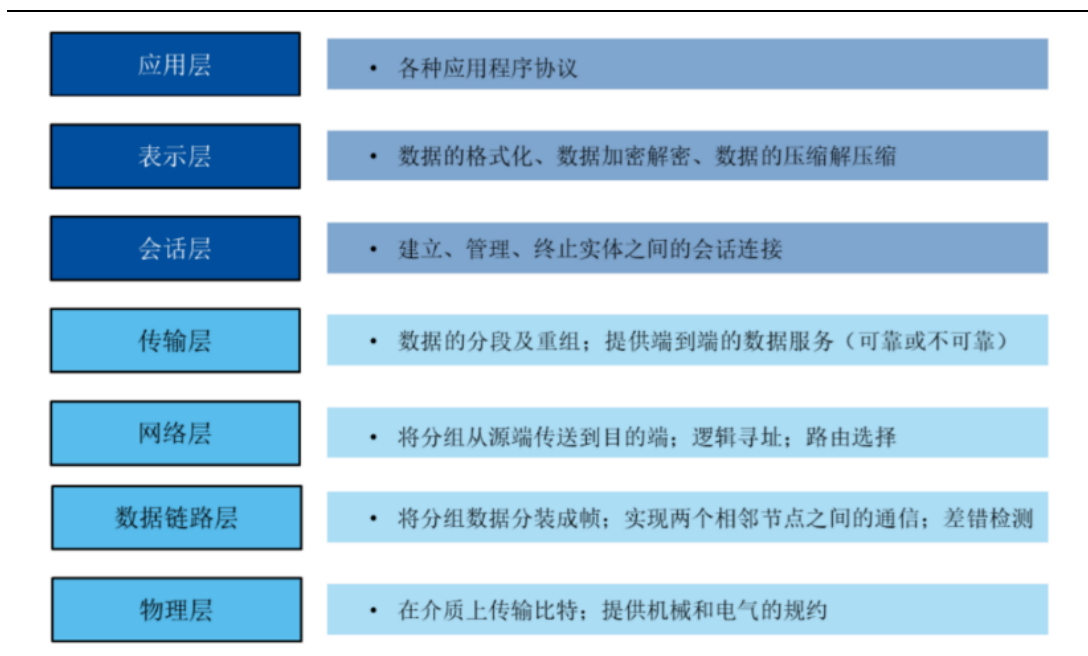 应用层
• 各种应用程序协议
表示层
• 数据的格式化、数据加密解密、数据的压缩解压缩
会话层
• 建立、管理、终止实体之间的会话连接
传输层
• 数据的分段及重组；提供端到端的数据服务（可靠或不可靠）
网络层
• 将分组从源端传送到目的端；逻辑寻址；路由选择
数据链路层
• 将分组数据分装成帧；实现两个相邻节点之间的通信；差错检测
物理层
• 在介质上传输比特；提供机械和电气的规约